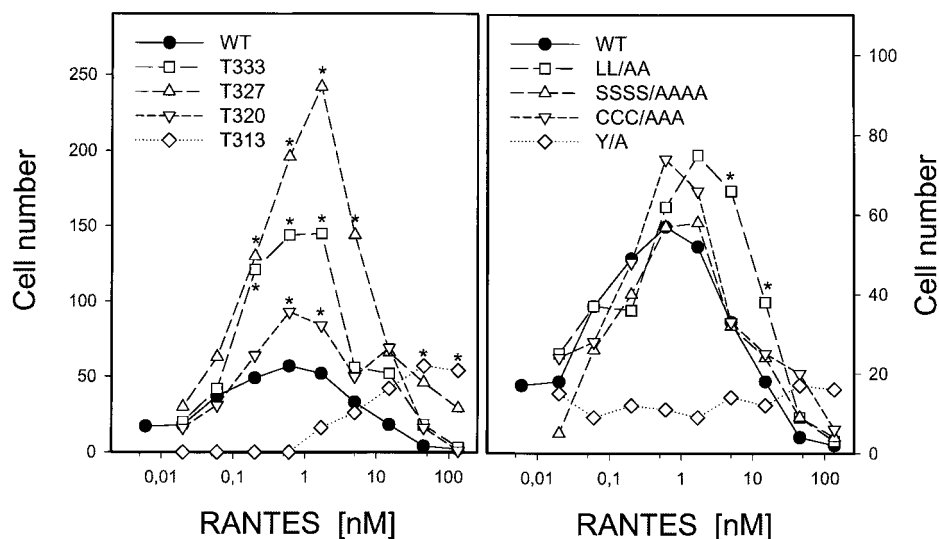 WT
T333
T327
T320
T313
Cell number
250
200
150
100
50
0
0,01 0,1 1 10 100
RANTES [nM]
* * * * * * * * * * *
WT
LL/AA
SSSS/AAAA
CCC/AAA
Y/A
* *
100
80
60
40
20
0
Cell number
0,01 0,1 1 10 100
RANTES [nM]